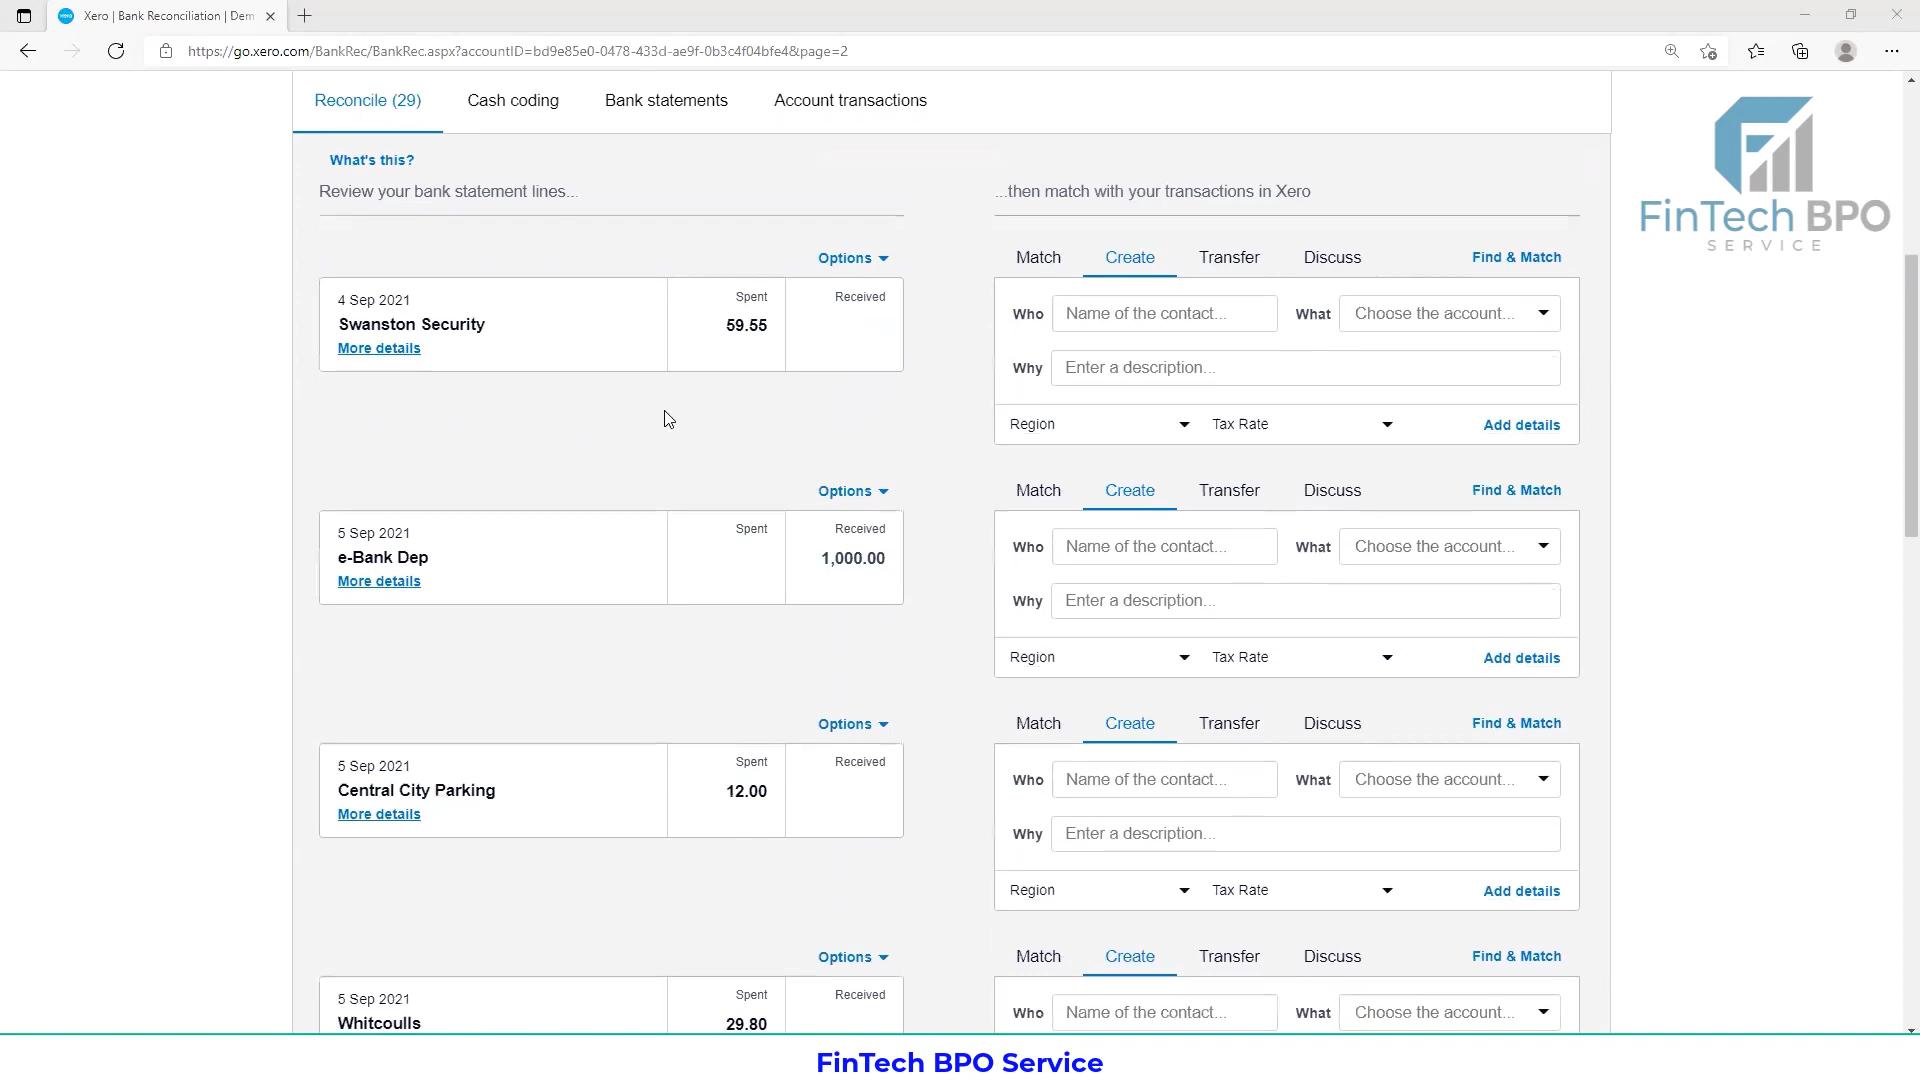 Xero | Bank Reconciliation | Dem
https://go.xero.com/BankRec/BankRec.aspx?accountID=bd9e85e0-0478-433d-ae9f-0b3c4f04bfe4&page=2
Reconcile (29) Cash coding Bank statements Account transactions
What's this?
Review your bank statement lines... ...then match with your transactions in Xero
FinTech BPO
SERVICE
Options Match Create Transfer Discuss Find & Match
4 Sep 2021 Spent Received
Swanston Security 59.55
More details
Who Name of the contact... What Choose the account...
Why Enter a description...
Region Tax Rate Add details
Options Match Create Transfer Discuss Find & Match
5 Sep 2021 Spent Received
e-Bank Dep 1,000.00
More details
Who Name of the contact... What Choose the account...
Why Enter a description...
Region Tax Rate Add details
Options Match Create Transfer Discuss Find & Match
5 Sep 2021 Spent Received
Central City Parking 12.00
More details
Who Name of the contact... What Choose the account...
Why Enter a description...
Region Tax Rate Add details
Options Match Create Transfer Discuss Find & Match
5 Sep 2021 Spent Received
Whitcoulls 29.80
Who Name of the contact... What Choose the account...
FinTech BPO Service